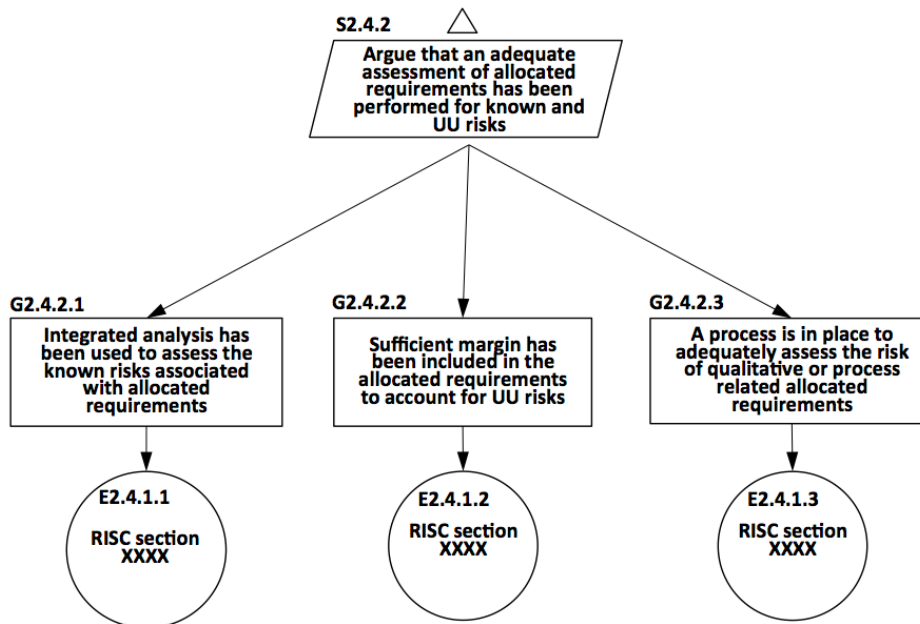 S2.4.2
Argue that an adequate
assessment of allocated
requirements has been
performed for known and
UU risks
G2.4.2.1
Integrated analysis has
been used to assess the
known risks associated
with allocated
requirements
G2.4.2.2
Sufficient margin has
been included in the
allocated requirements
to account for UU risks
G2.4.2.3
A process is in place to
adequately assess the risk
of qualitative or process
related allocated
requirements
E2.4.1.1
RISC section
XXXX
E2.4.1.2
RISC section
XXXX
E2.4.1.3
RISC section
XXXX